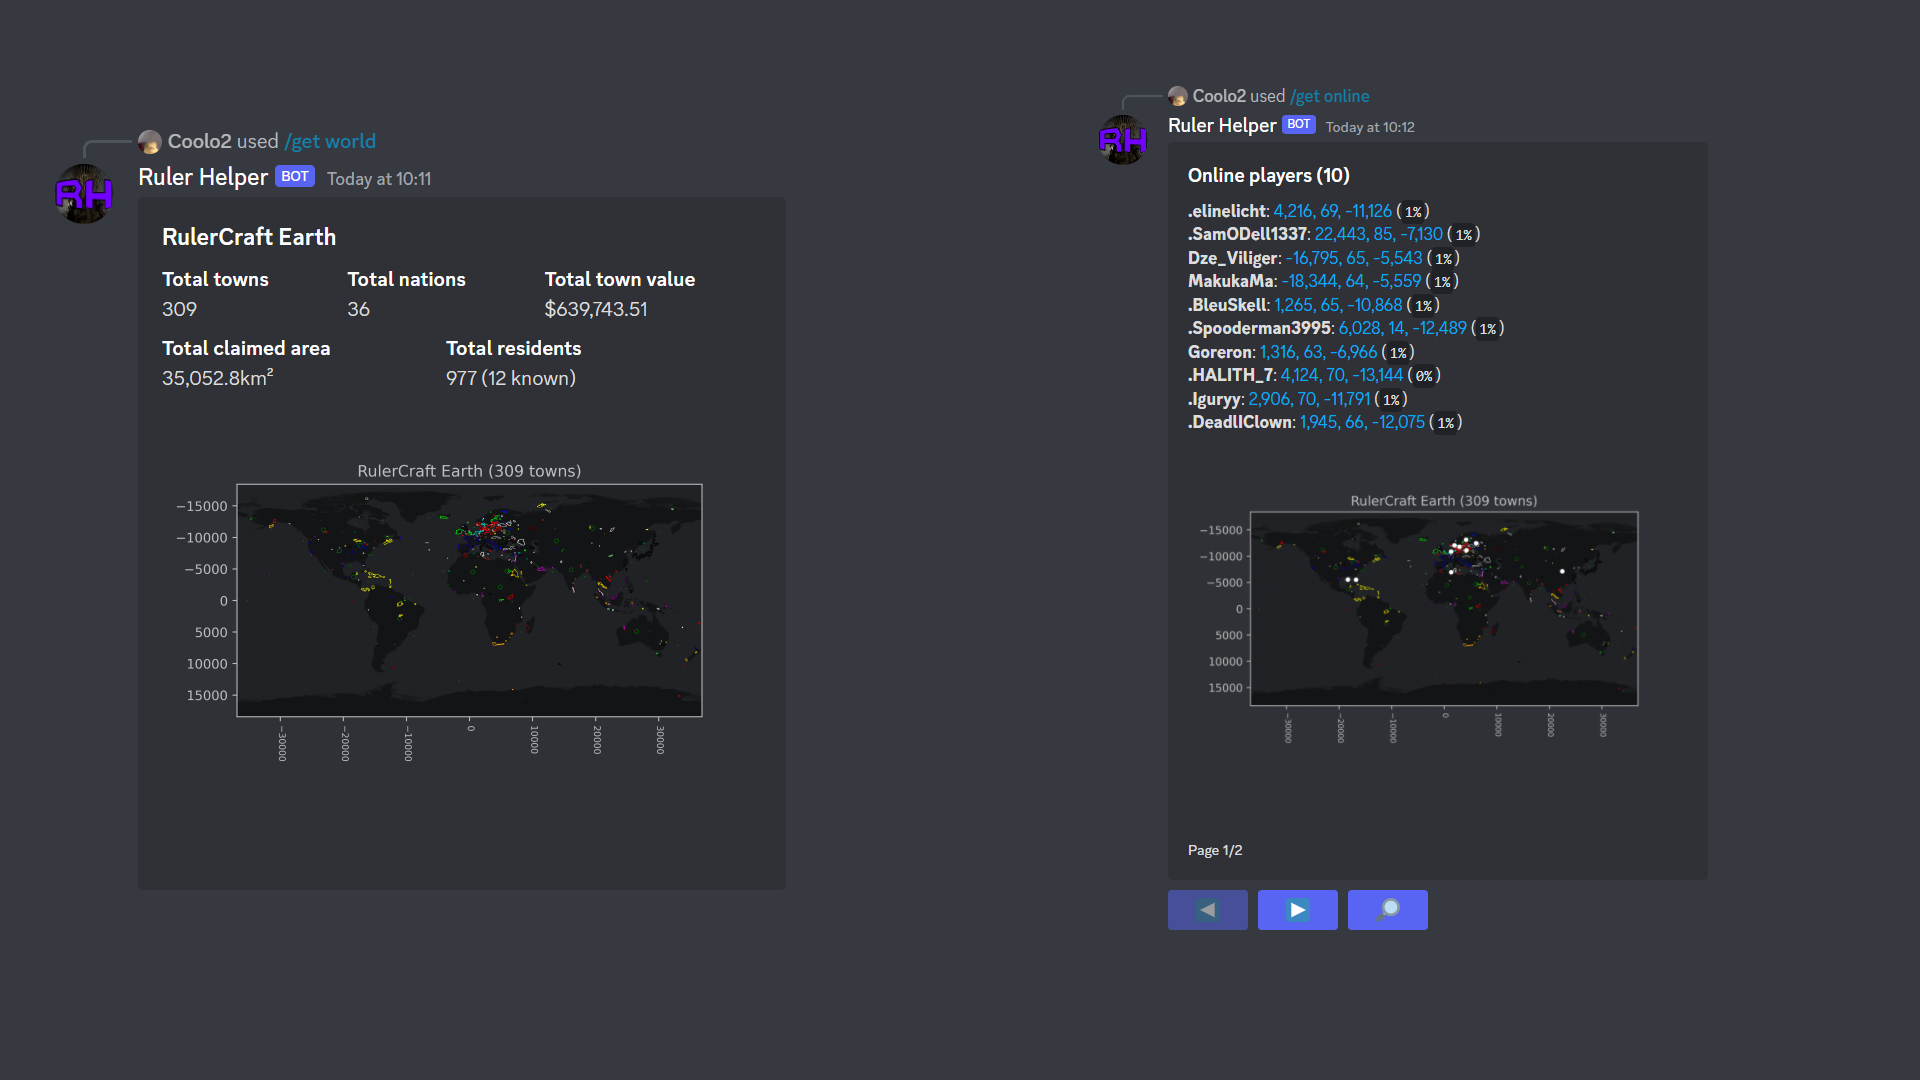 Coolo2 used /get world
RH
Ruler Helper BOT Today at 10:11
RulerCraft Earth
Total towns Total nations Total town value
309 36 $639,743.51
Total claimed area Total residents
35,052.8km² 977 (12 known)
RulerCraft Earth (309 towns)
−15000
−10000
−5000
0
5000
10000
15000
−30000 −20000 −10000 0 10000 20000 30000
Coolo2 used /get online
RH
Ruler Helper BOT Today at 10:12
Online players (10)
.elinelicht: 4,216, 69, -11,126 (1%)
.SamODell1337: 22,443, 85, -7,130 (1%)
Dze_Viliger: -16,795, 65, -5,543 (1%)
MakukaMa: -18,344, 64, -5,559 (1%)
.BleuSkell: 1,265, 65, -10,868 (1%)
.Spooderman3995: 6,028, 14, -12,489 (1%)
Goreron: 1,316, 63, -6,966 (1%)
.HALITH_7: 4,124, 70, -13,144 (0%)
.Iguryy: 2,906, 70, -11,791 (1%)
.DeadlIClown: 1,945, 66, -12,075 (1%)
RulerCraft Earth (309 towns)
−15000
−10000
−5000
0
5000
10000
15000
−30000 −20000 −10000 0 10000 20000 30000
Page 1/2